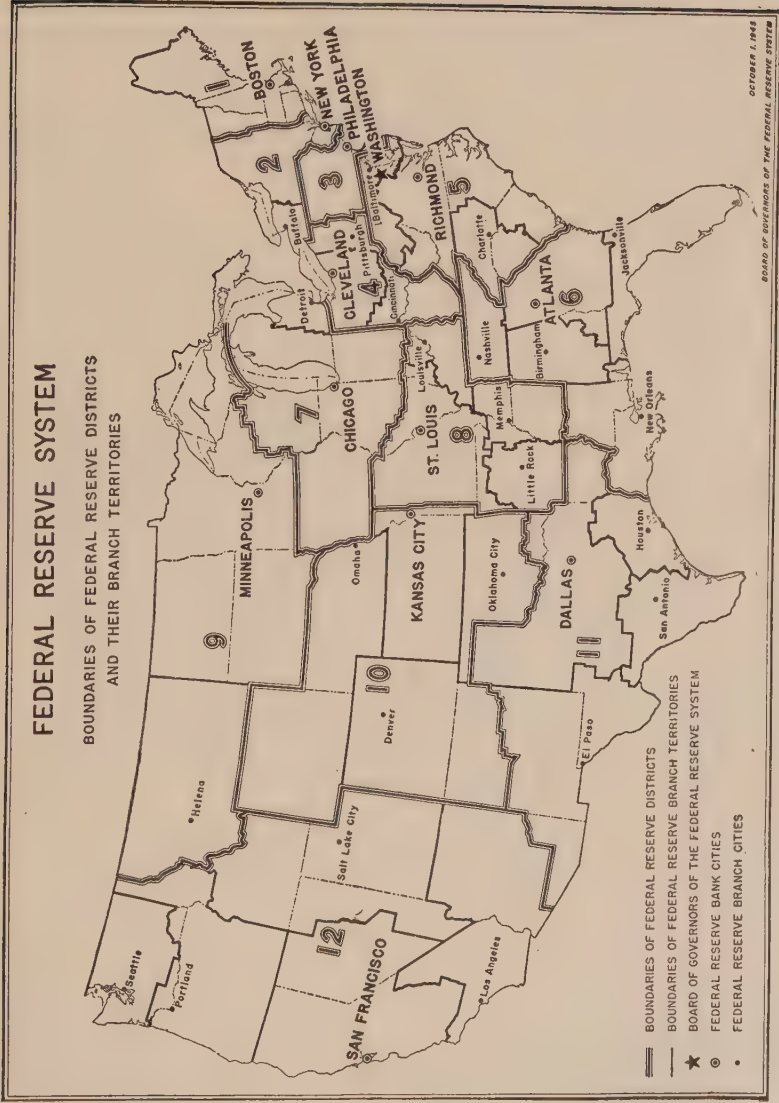 FEDERAL RESERVE SYSTEM
BOUNDARIES OF FEDERAL RESERVE DISTRICTS
AND THEIR BRANCH TERRITORIES
1
BOSTON
2
NEW YORK
PHILADELPHIA
WASHINGTON
3
Buffalo
Baltimore
CLEVELAND
Pittsburgh
4
Cincinnati
RICHMOND
5
Charlotte
ATLANTA
6
Nashville
Birmingham
Jacksonville
New Orleans
Detroit
7
CHICAGO
Louisville
ST. LOUIS
8
Memphis
Little Rock
MINNEAPOLIS
9
Helena
Omaha
KANSAS CITY
10
Denver
Oklahoma City
DALLAS
11
Houston
San Antonio
El Paso
Seattle
Portland
Salt Lake City
12
SAN FRANCISCO
Los Angeles
BOUNDARIES OF FEDERAL RESERVE DISTRICTS
BOUNDARIES OF FEDERAL RESERVE BRANCH TERRITORIES
BOARD OF GOVERNORS OF THE FEDERAL RESERVE SYSTEM
FEDERAL RESERVE BANK CITIES
FEDERAL RESERVE BRANCH CITIES
OCTOBER 1, 1945
BOARD OF GOVERNORS OF THE FEDERAL RESERVE SYSTEM